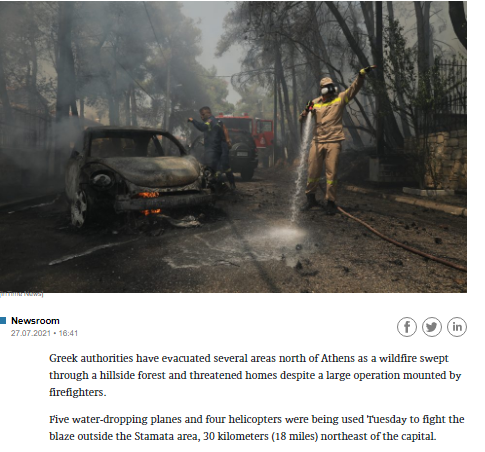 Newsroom
27.07.2021 • 16:41
Greek authorities have evacuated several areas north of Athens as a wildfire swept
through a hillside forest and threatened homes despite a large operation mounted by
firefighters.
Five water-dropping planes and four helicopters were being used Tuesday to fight the
blaze outside the Stamata area, 30 kilometers (18 miles) northeast of the capital.